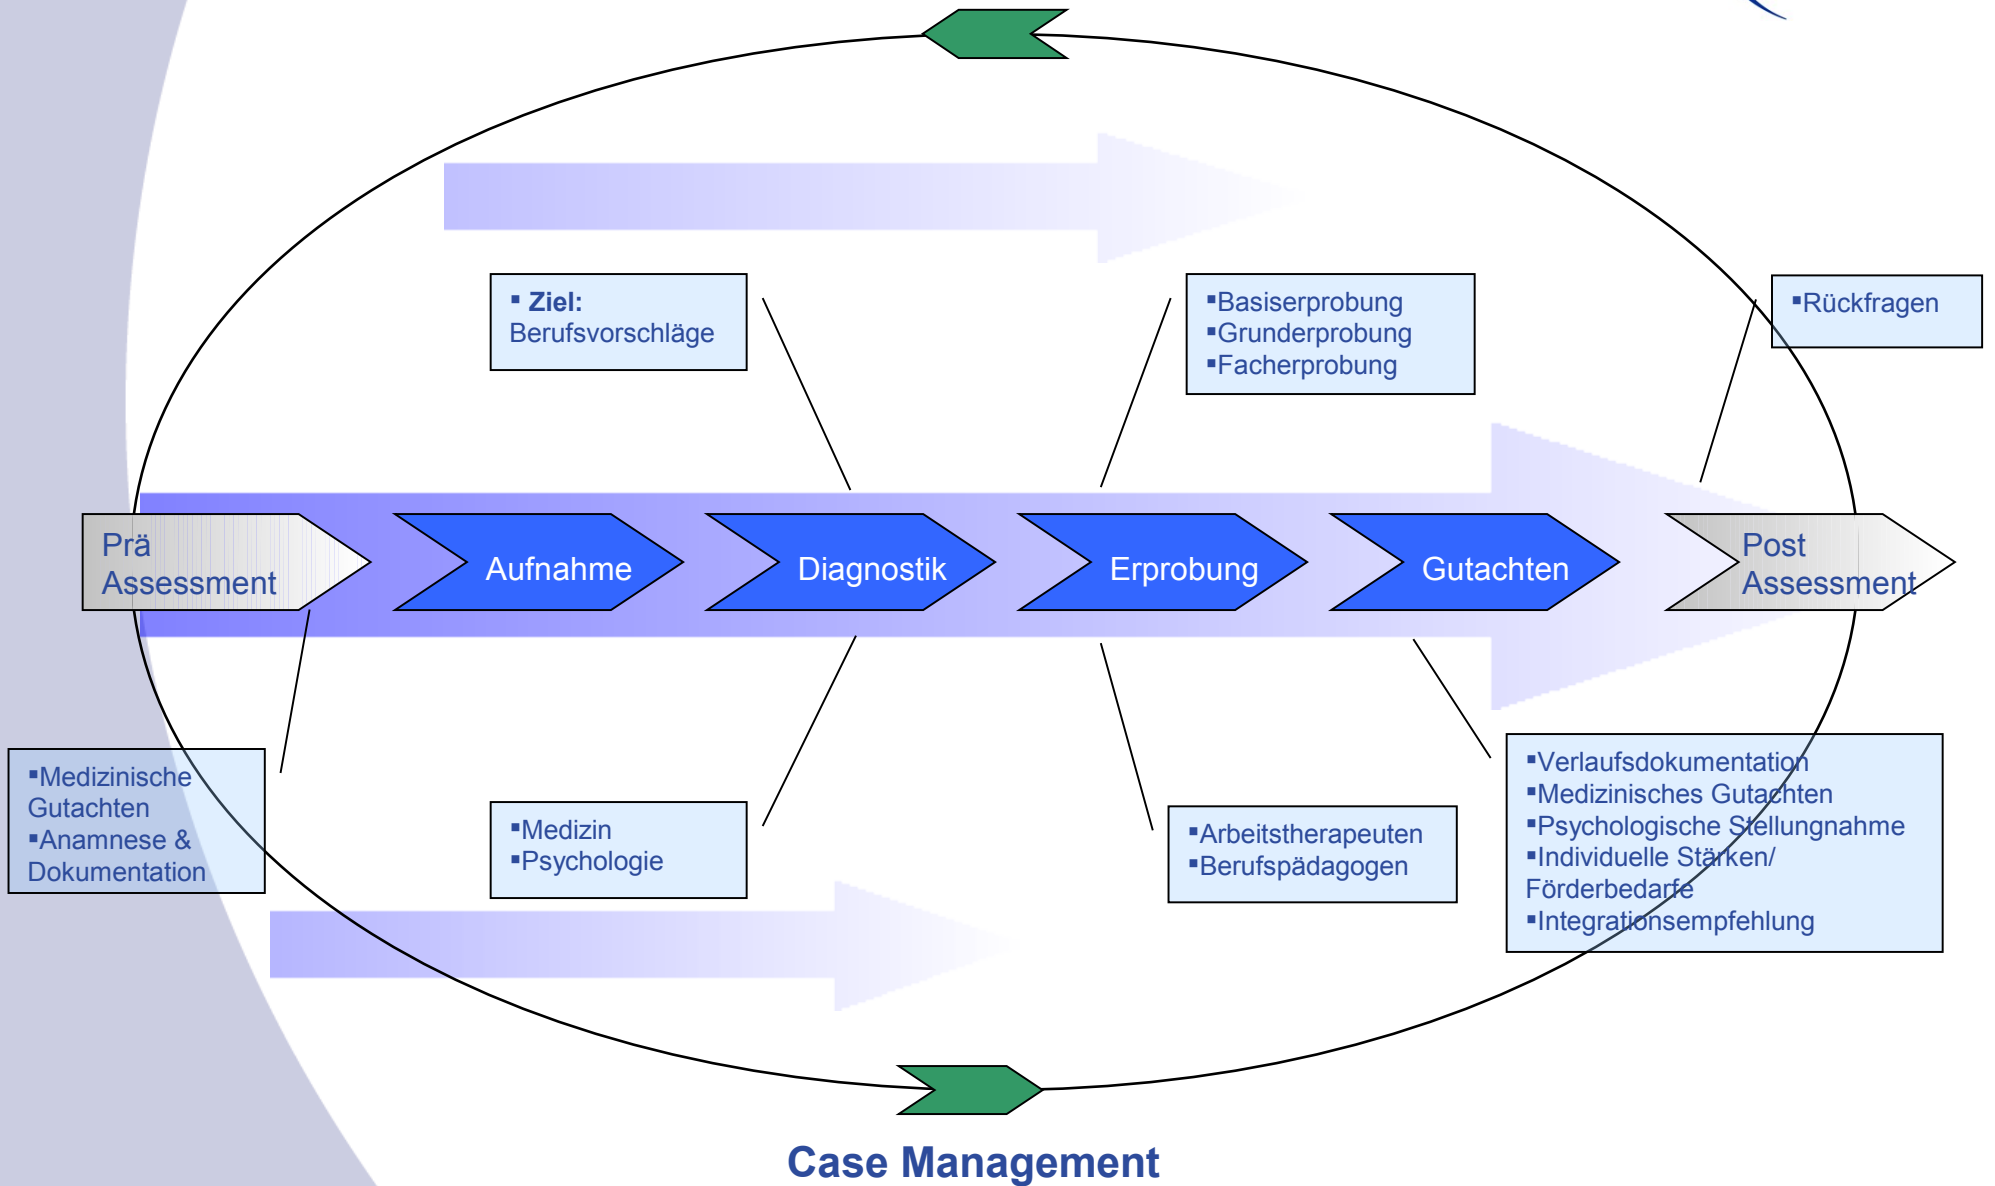 ▪ Ziel:
Berufsvorschläge
▪Basiserprobung
▪Grunderprobung
▪Facherprobung
▪Rückfragen
Prä
Assessment
Aufnahme
Diagnostik
Erprobung
Gutachten
Post
Assessment
▪Medizinische
Gutachten
▪Anamnese &
Dokumentation
▪Medizin
▪Psychologie
▪Arbeitstherapeuten
▪Berufspädagogen
▪Verlaufsdokumentation
▪Medizinisches Gutachten
▪Psychologische Stellungnahme
▪Individuelle Stärken/
Förderbedarfe
▪Integrationsempfehlung
Case Management